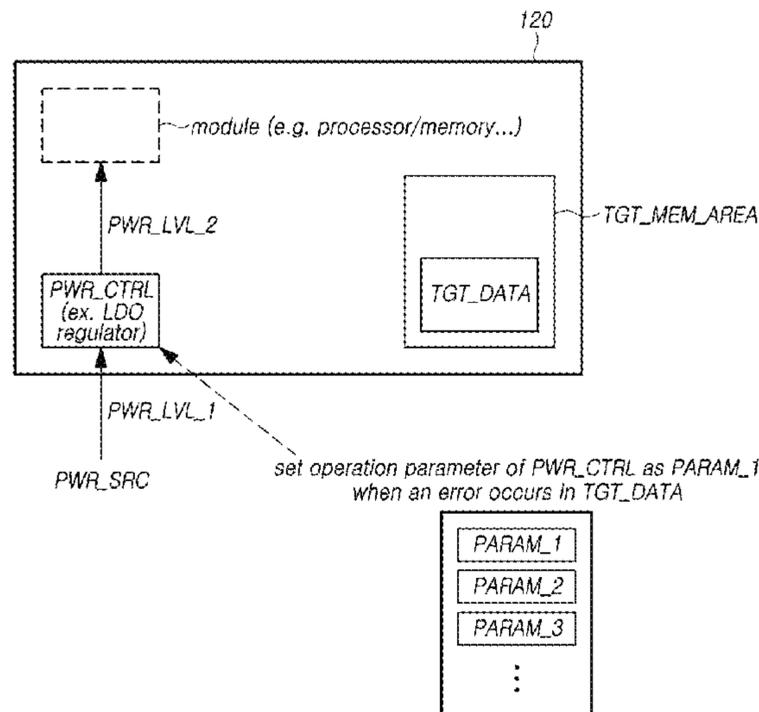 120
module (e.g. processor/memory...)
PWR_LVL_2
TGT_MEM_AREA
PWR_CTRL
(ex. LDO
regulator)
TGT_DATA
PWR_LVL_1
PWR_SRC
set operation parameter of PWR_CTRL as PARAM_1
when an error occurs in TGT_DATA
PARAM_1
PARAM_2
PARAM_3